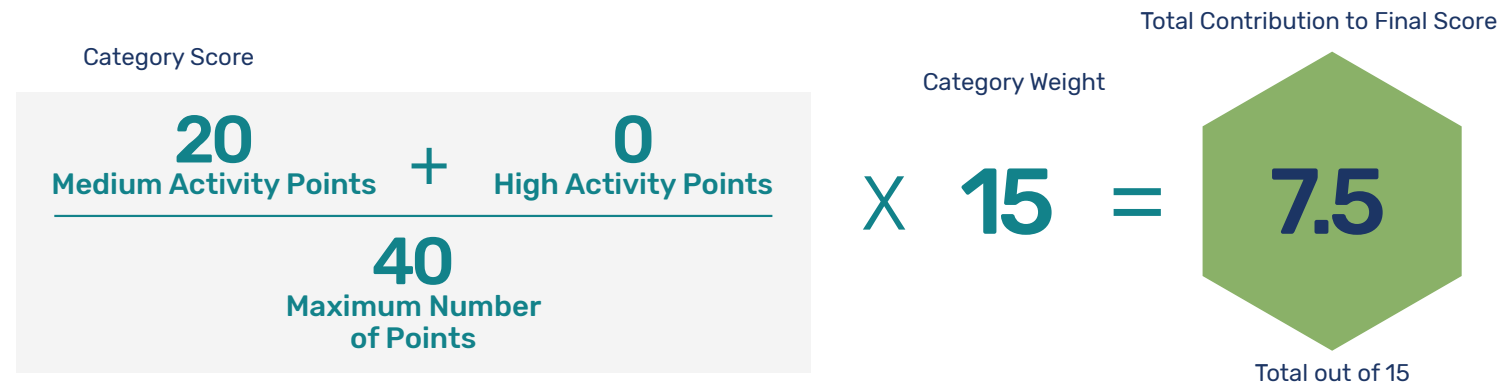 Total Contribution to Final Score
Category Score
Category Weight
20
Medium Activity Points
+
0
High Activity Points
40
Maximum Number
of Points
X 15 = 7.5
Total out of 15